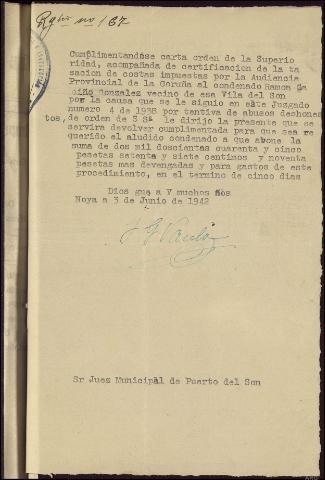 Rgtro nº 167
Cumplimentandose carta orden de la Superio
ridad, acompañada de certificacion de la ta
sacion de costas impuestas por la Audiencia
Provincial de la Coruña al condenado Ramon
Gonzalez vecino de esa Vila del Son
por la causa que se le siguio en este Juzgado
numero 4 de 1938 por tentiva de abusos deshones
tos, de orden de S Sª le dirijo la presente que se
servira devolver cumplimentada para que sea re
querido el aludido condenado a que abone la
suma de dos mil doscientas cuarenta y cinco
pesetas setenta y siete centimos y noventa
pesetas mas devengadas y para gastos de este
procedimiento, en el termino de cinco dias
Dios gue a V muchos años
Noya a 3 de Junio de 1942
Sr Juez Municipal de Puerto del Son